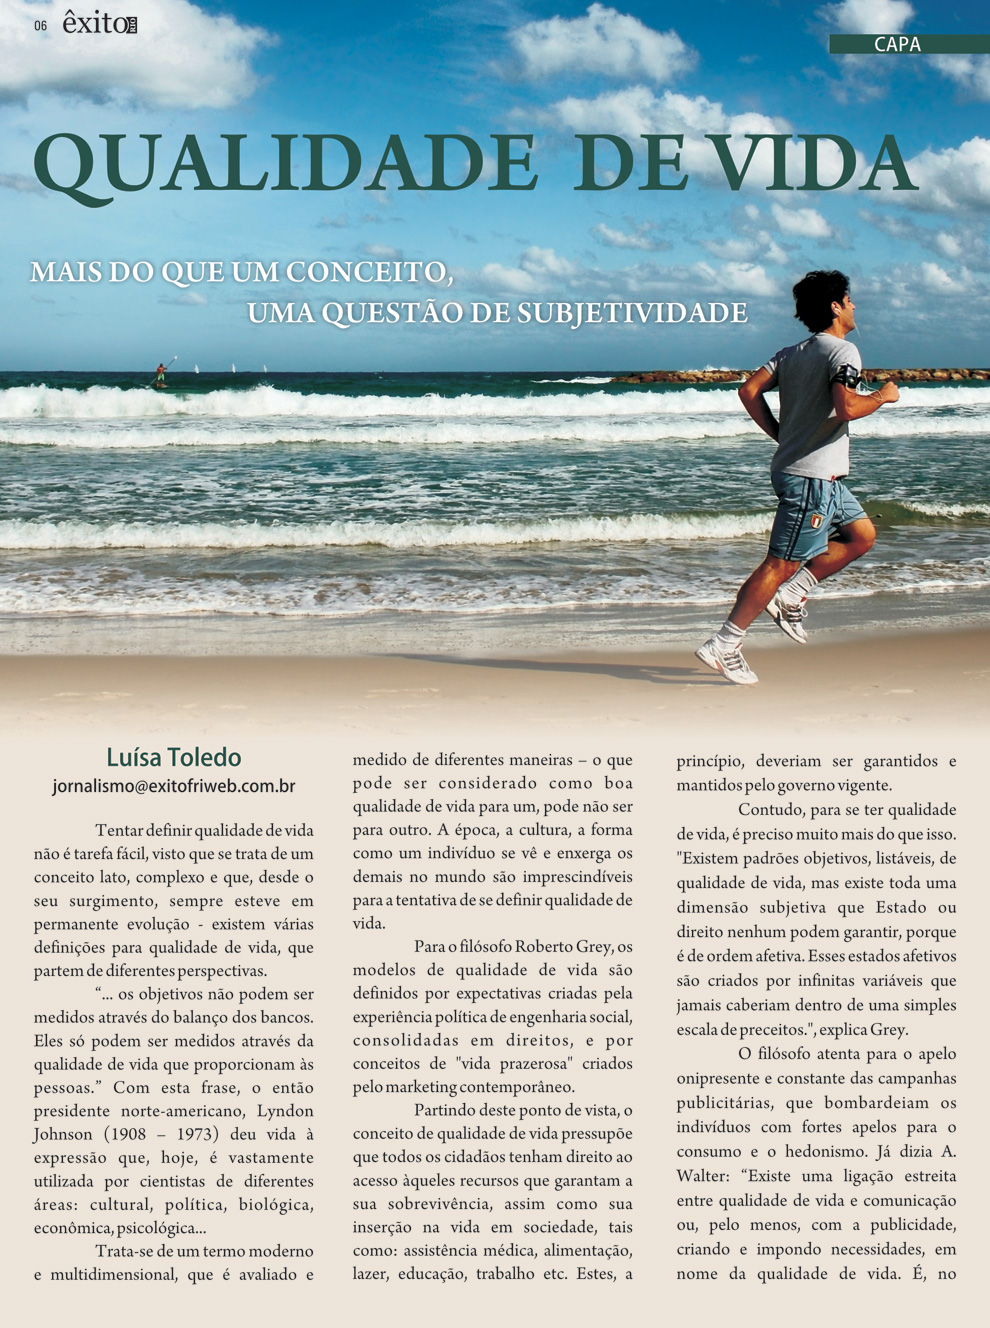 06 êxito
CAPA
QUALIDADE DE VIDA
MAIS DO QUE UM CONCEITO,
UMA QUESTÃO DE SUBJETIVIDADE
Luísa Toledo
jornalismo@exitofriweb.com.br
Tentar definir qualidade de vida
não é tarefa fácil, visto que se trata de um
conceito lato, complexo e que, desde o
seu surgimento, sempre esteve em
permanente evolução - existem várias
definições para qualidade de vida, que
partem de diferentes perspectivas.
“... os objetivos não podem ser
medidos através do balanço dos bancos.
Eles só podem ser medidos através da
qualidade de vida que proporcionam às
pessoas.” Com esta frase, o então
presidente norte-americano, Lyndon
Johnson (1908 – 1973) deu vida à
expressão que, hoje, é vastamente
utilizada por cientistas de diferentes
áreas: cultural, política, biológica,
econômica, psicológica...
Trata-se de um termo moderno
e multidimensional, que é avaliado e
medido de diferentes maneiras – o que
pode ser considerado como boa
qualidade de vida para um, pode não ser
para outro. A época, a cultura, a forma
como um indivíduo se vê e enxerga os
demais no mundo são imprescindíveis
para a tentativa de se definir qualidade de
vida.
Para o filósofo Roberto Grey, os
modelos de qualidade de vida são
definidos por expectativas criadas pela
experiência política de engenharia social,
consolidadas em direitos, e por
conceitos de "vida prazerosa" criados
pelo marketing contemporâneo.
Partindo deste ponto de vista, o
conceito de qualidade de vida pressupõe
que todos os cidadãos tenham direito ao
acesso àqueles recursos que garantam a
sua sobrevivência, assim como sua
inserção na vida em sociedade, tais
como: assistência médica, alimentação,
lazer, educação, trabalho etc. Estes, a
princípio, deveriam ser garantidos e
mantidos pelo governo vigente.
Contudo, para se ter qualidade
de vida, é preciso muito mais do que isso.
"Existem padrões objetivos, listáveis, de
qualidade de vida, mas existe toda uma
dimensão subjetiva que Estado ou
direito nenhum podem garantir, porque
é de ordem afetiva. Esses estados afetivos
são criados por infinitas variáveis que
jamais caberiam dentro de uma simples
escala de preceitos.", explica Grey.
O filósofo atenta para o apelo
onipresente e constante das campanhas
publicitárias, que bombardeiam os
indivíduos com fortes apelos para o
consumo e o hedonismo. Já dizia A.
Walter: “Existe uma ligação estreita
entre qualidade de vida e comunicação
ou, pelo menos, com a publicidade,
criando e impondo necessidades, em
nome da qualidade de vida. É, no